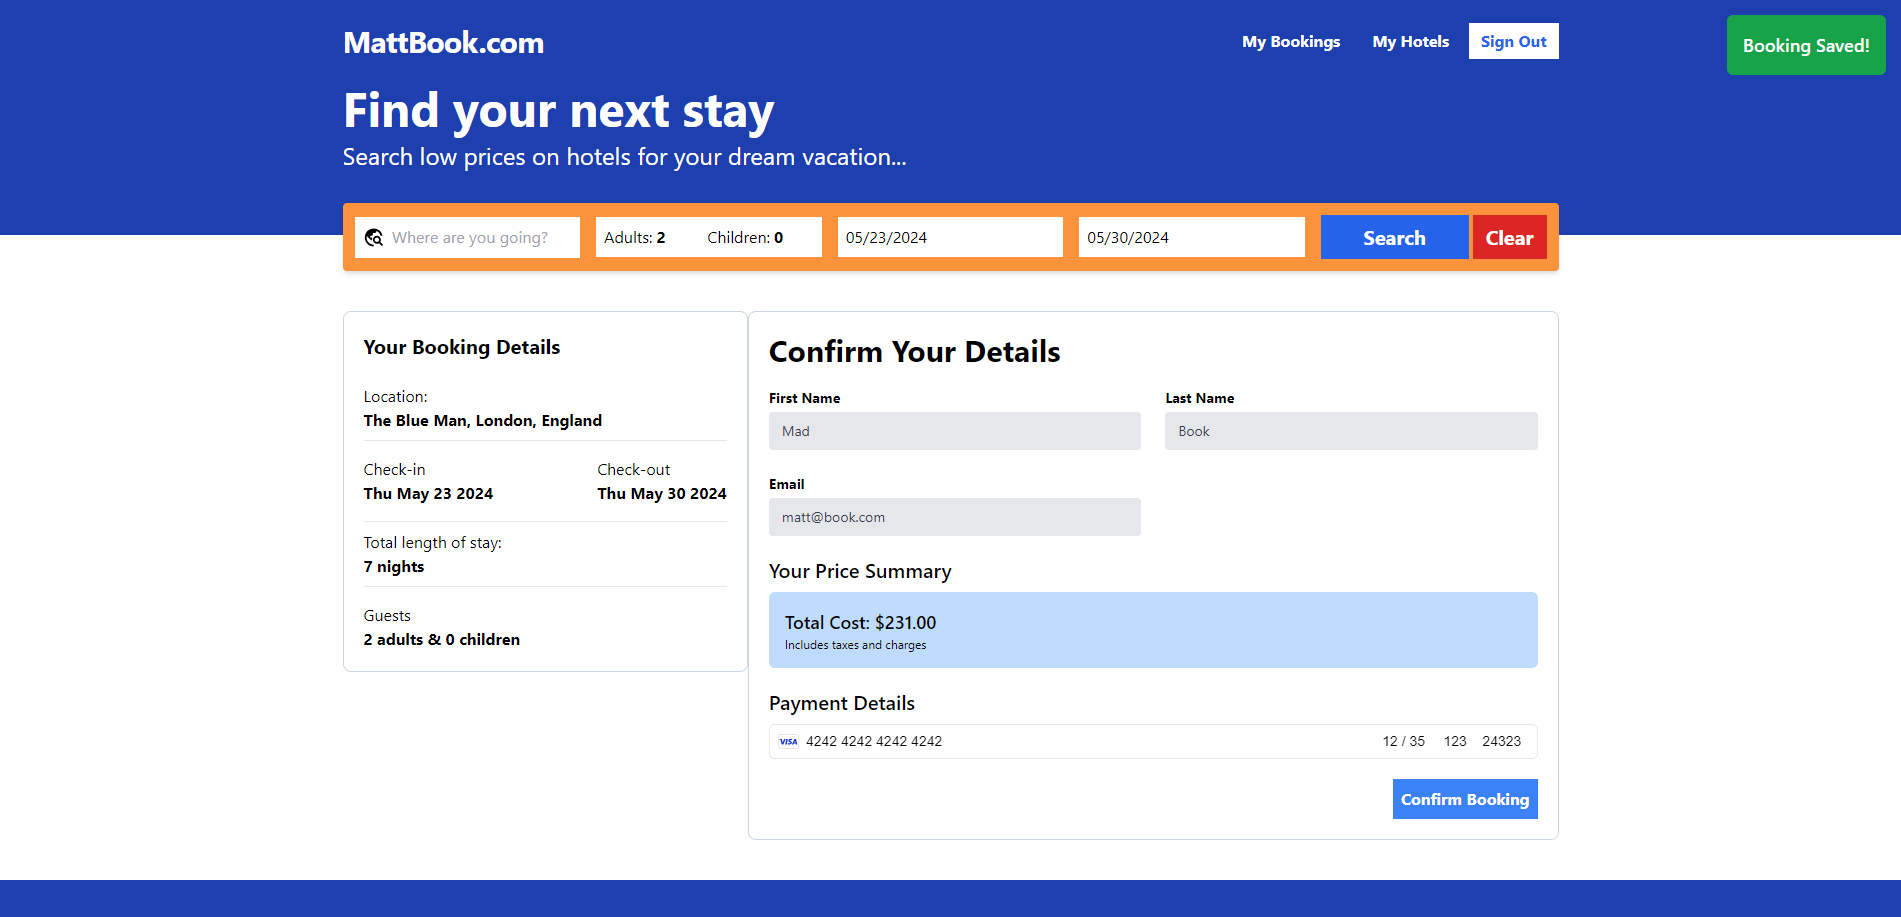 MattBook.com
My Bookings
My Hotels
Sign Out
Booking Saved!
Find your next stay
Search low prices on hotels for your dream vacation...
Where are you going?
Adults: 2
Children: 0
05/23/2024
05/30/2024
Search
Clear
Your Booking Details
Location:
The Blue Man, London, England
Check-in
Thu May 23 2024
Check-out
Thu May 30 2024
Total length of stay:
7 nights
Guests
2 adults & 0 children
Confirm Your Details
First Name
Mad
Last Name
Book
Email
matt@book.com
Your Price Summary
Total Cost: $231.00
Includes taxes and charges
Payment Details
VISA 4242 4242 4242 4242 12 / 35 123 24323
Confirm Booking